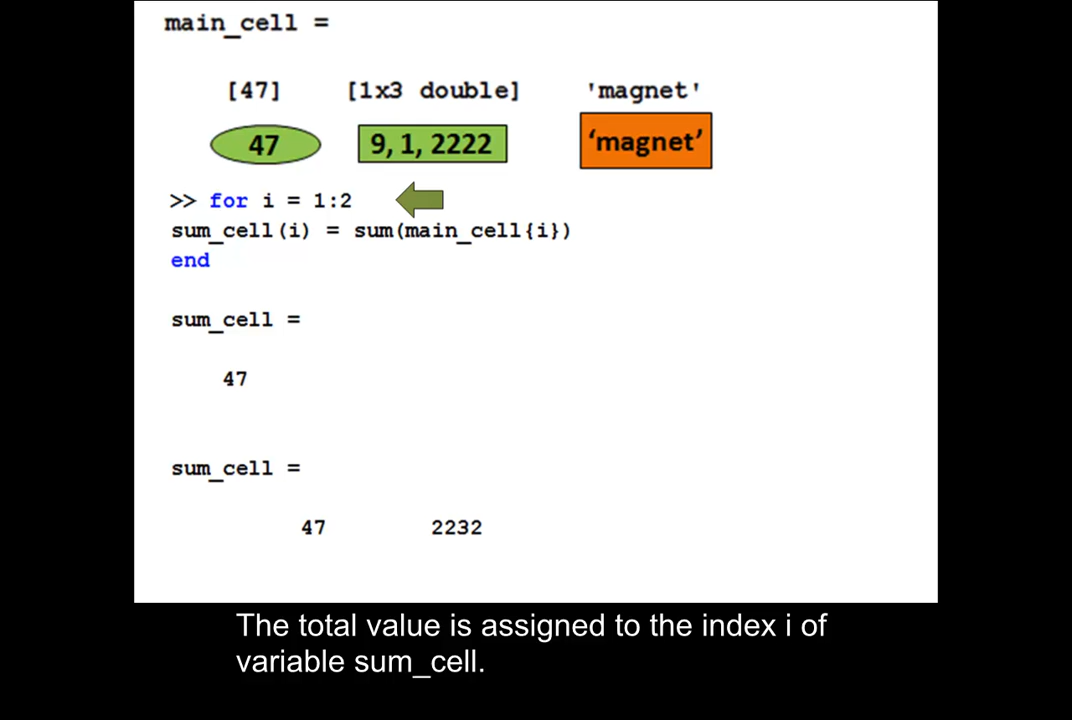 main_cell =
[47] [1x3 double] 'magnet'
47 9, 1, 2222 ‘magnet’
>> for i = 1:2
sum_cell(i) = sum(main_cell{i})
end
sum_cell =
47
sum_cell =
47 2232
The total value is assigned to the index i of
variable sum_cell.